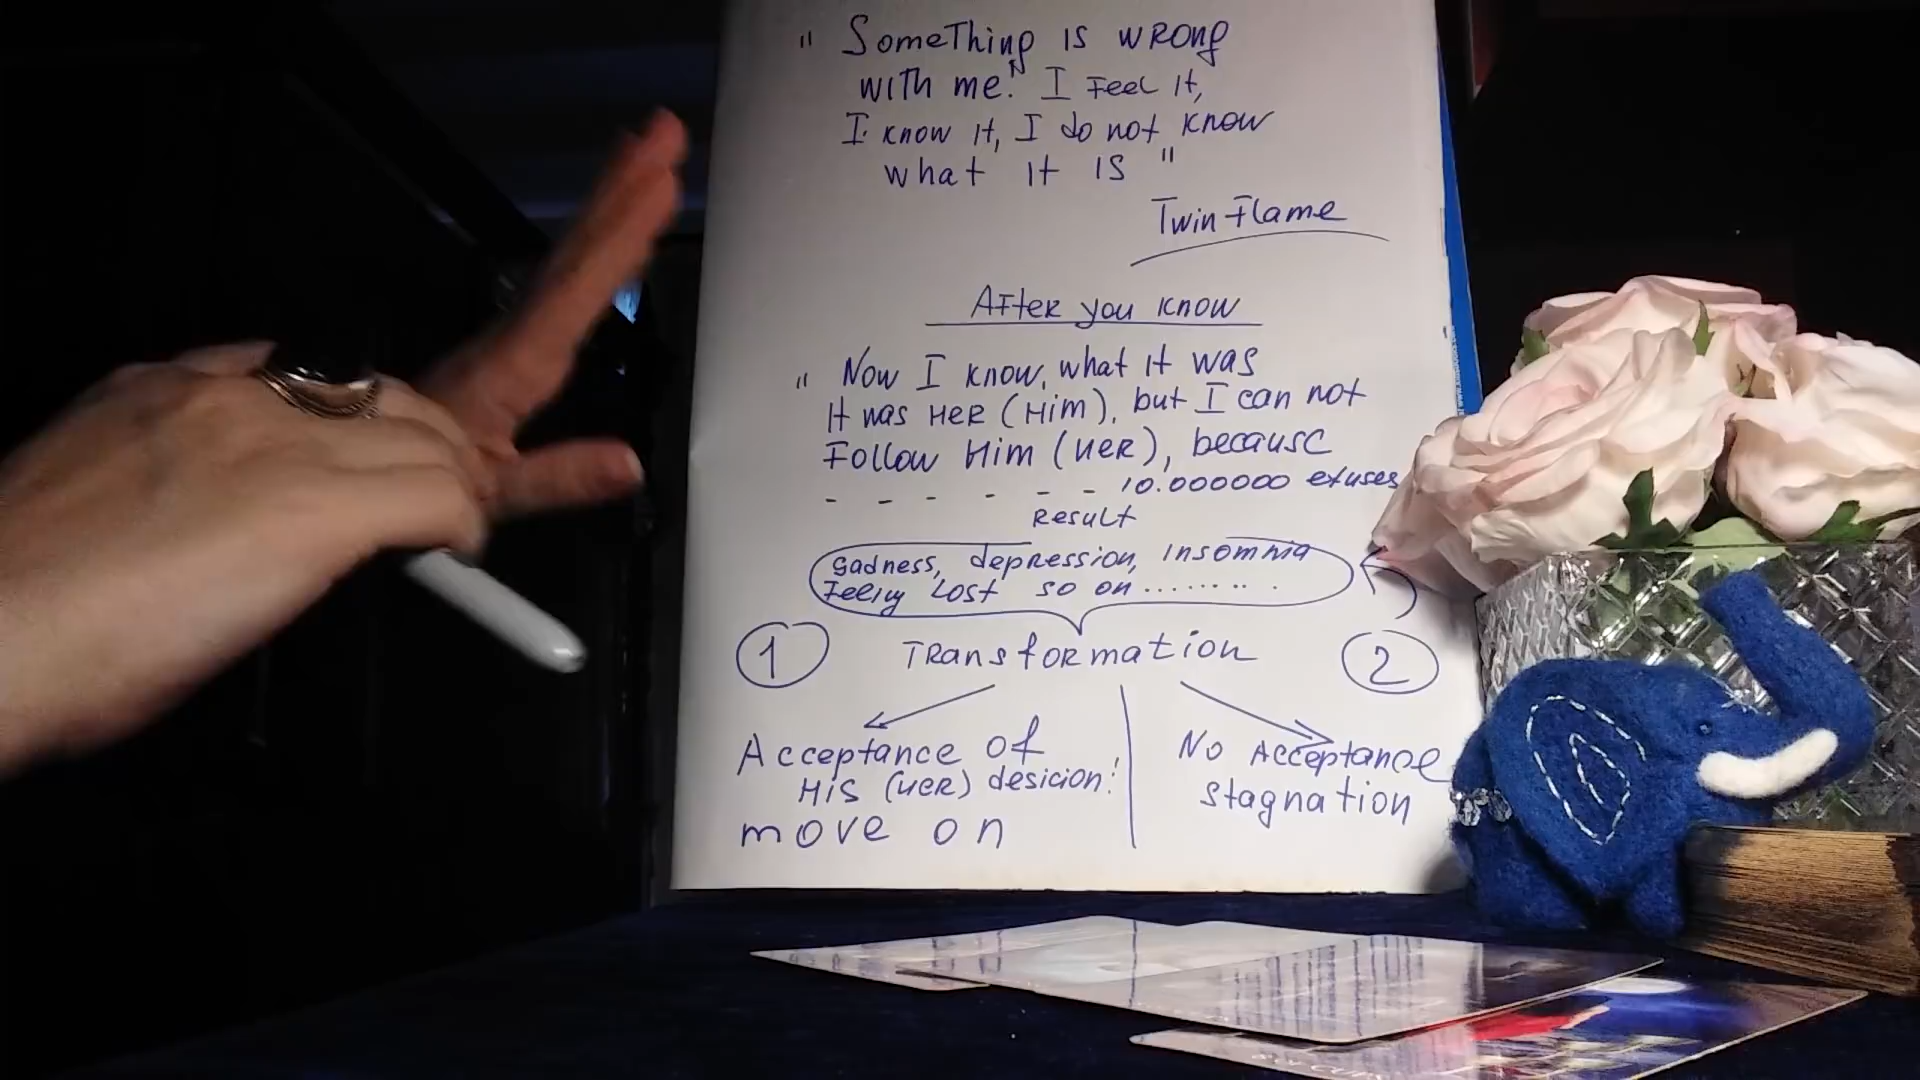 " Something is wrong
with me." I Feel it,
I know it, I do not know
what it is "
Twin Flame
After you know
" Now I know, what it was
It was HER (Him), but I can not
Follow Him (HER), because
- - - - - - 10.000000 exuses
Result
Sadness, depression, Insomnia
Feeling Lost so on .........
1 Transformation 2
Acceptance of
His (HER) desicion!
move on
No Acceptance
Stagnation